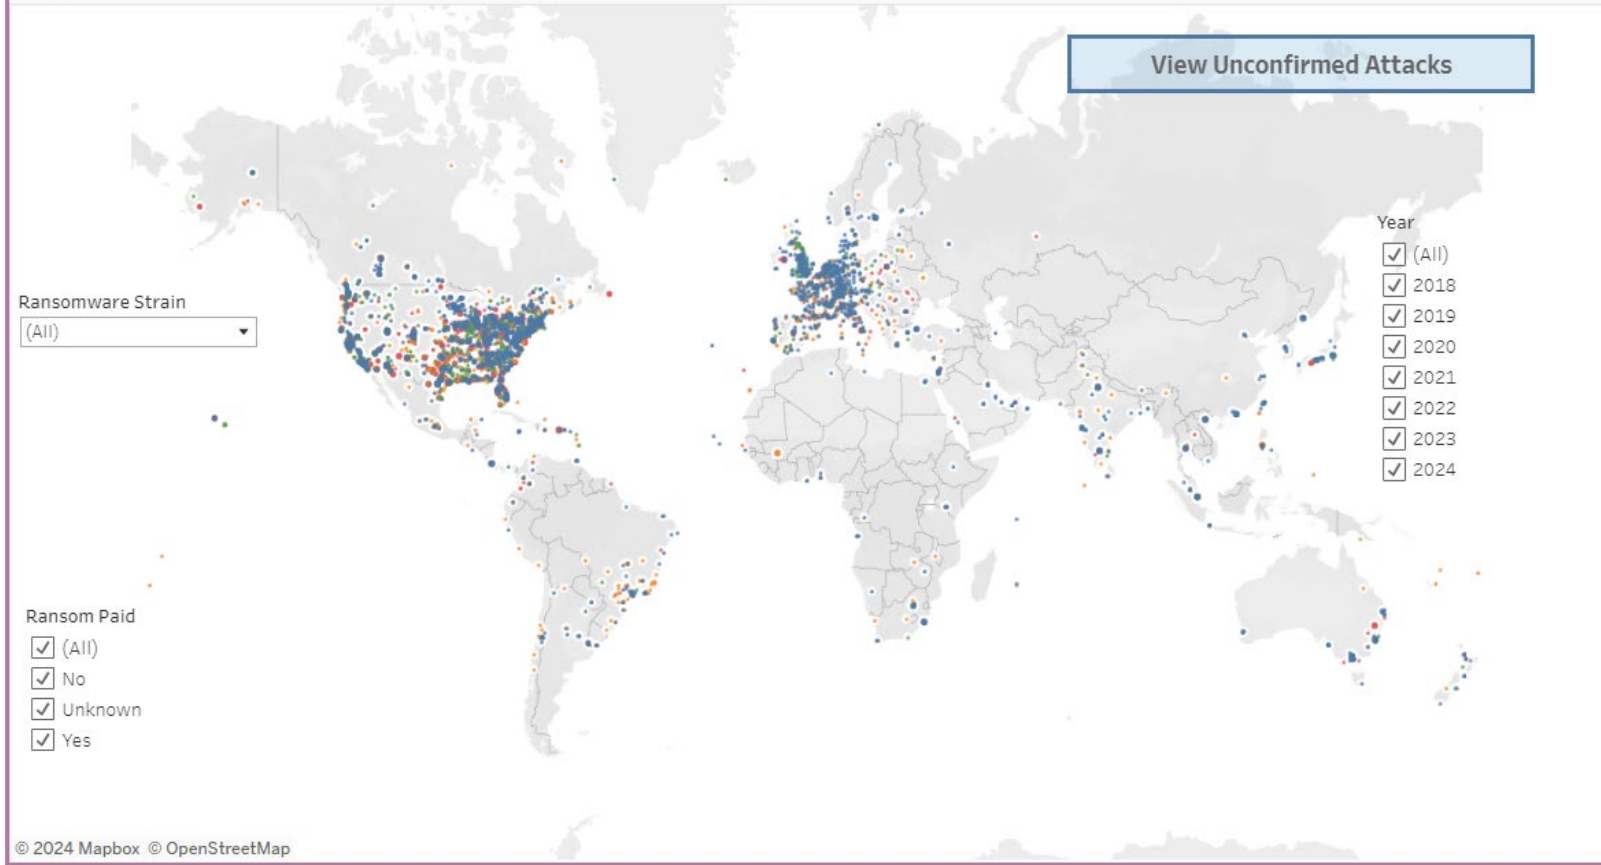 View Unconfirmed Attacks
Year
(All)
2018
2019
2020
2021
2022
2023
2024
Ransomware Strain
(All)
Ransom Paid
(All)
No
Unknown
Yes
© 2024 Mapbox © OpenStreetMap